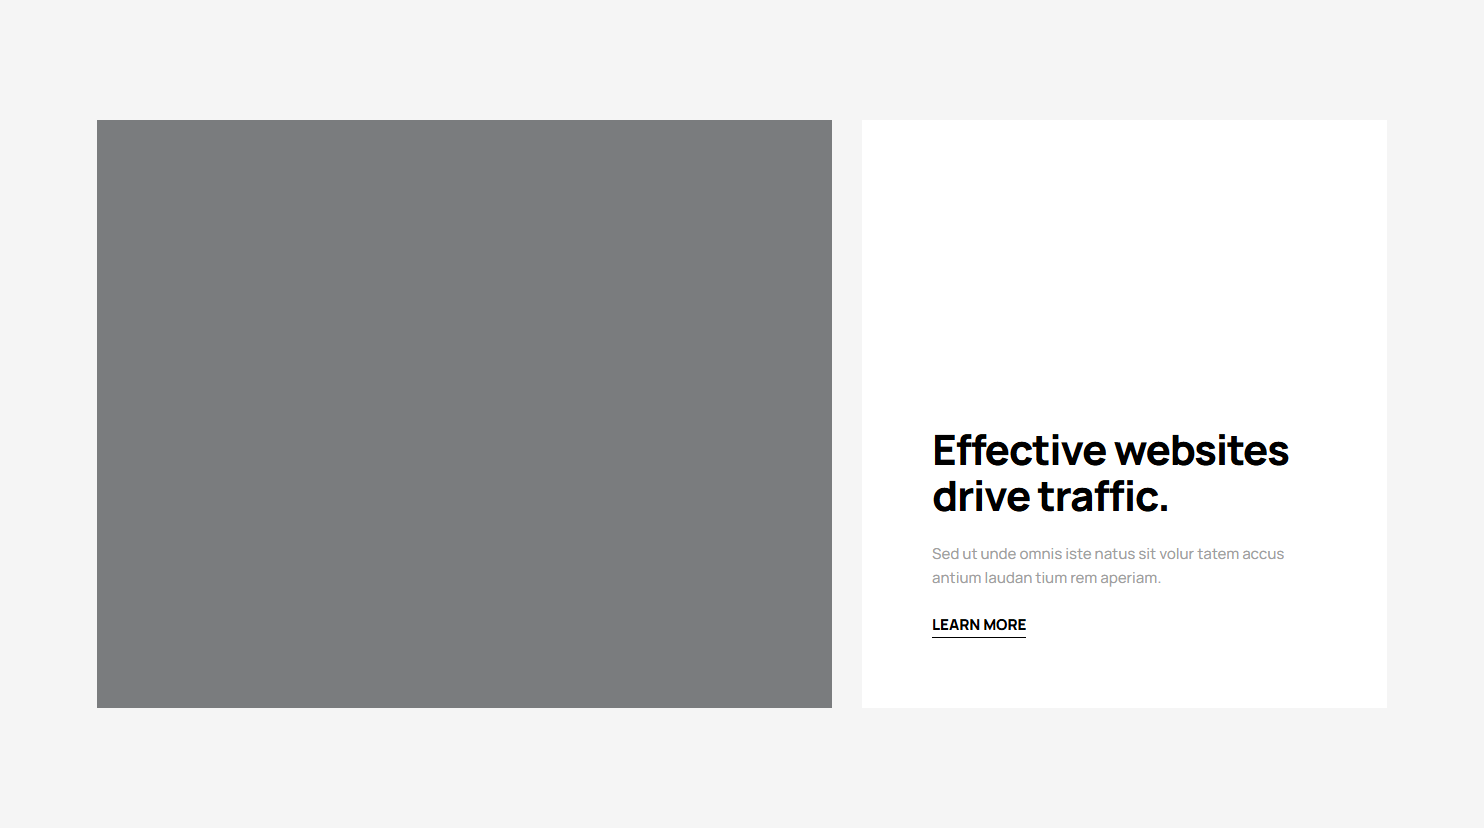 Effective websites
drive traffic.
Sed ut unde omnis iste natus sit volur tatem accus
antium laudan tium rem aperiam.
LEARN MORE